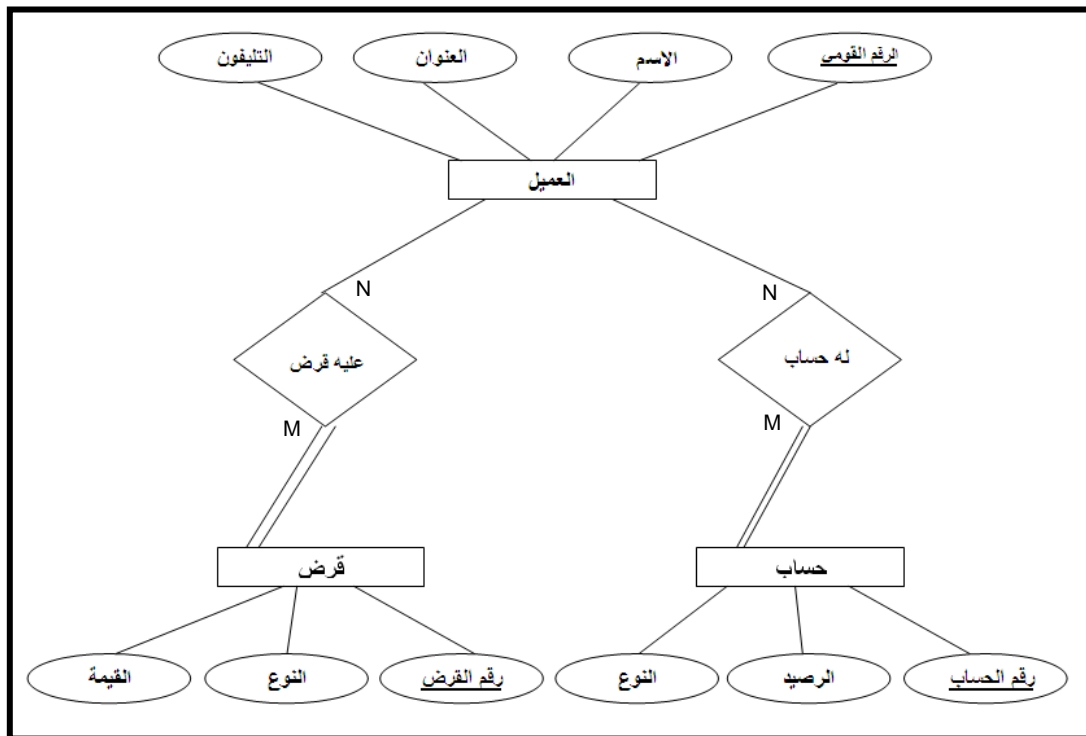 الرقم القومى
الاسم
العنوان
التليفون
العميل
N
N
له حساب
عليه قرض
M
M
حساب
قرض
رقم الحساب
الرصيد
النوع
رقم القرض
النوع
القيمة